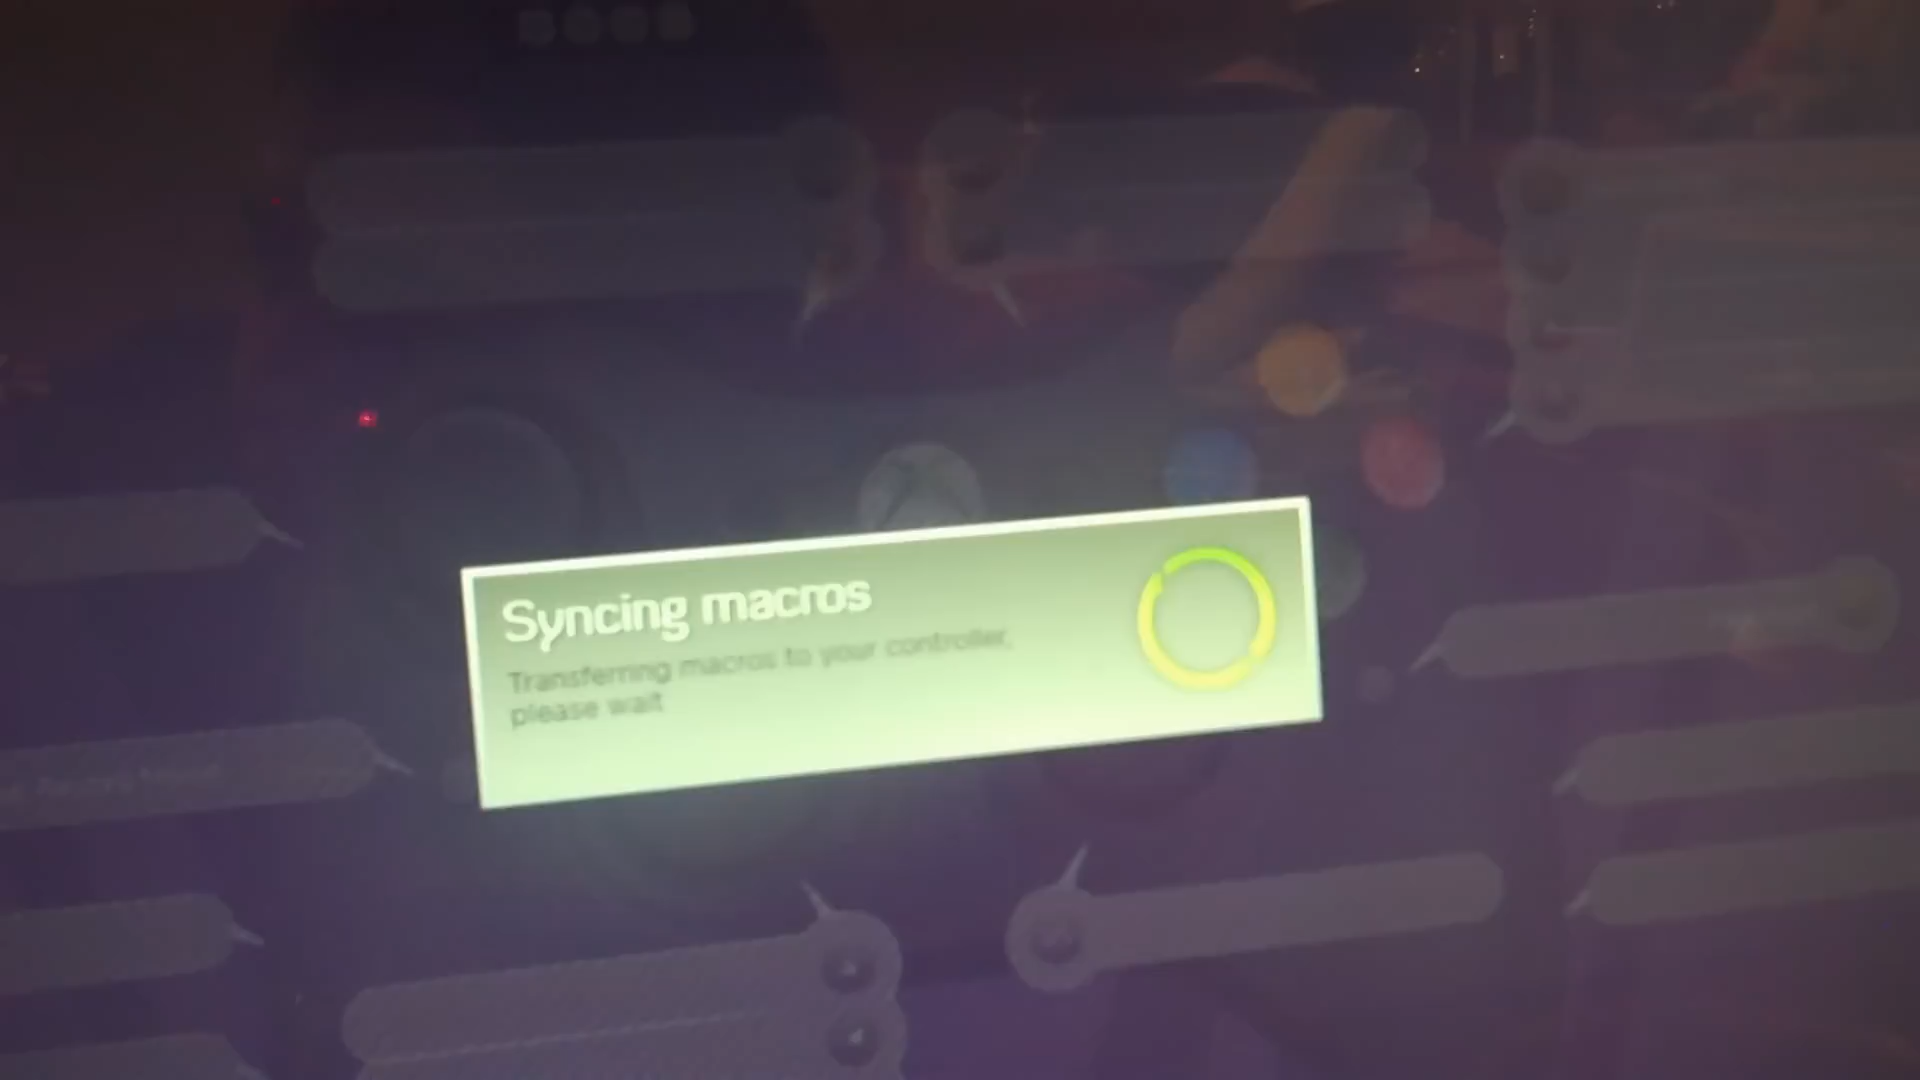 Syncing macros
Transferring macros to your controller,
please wait